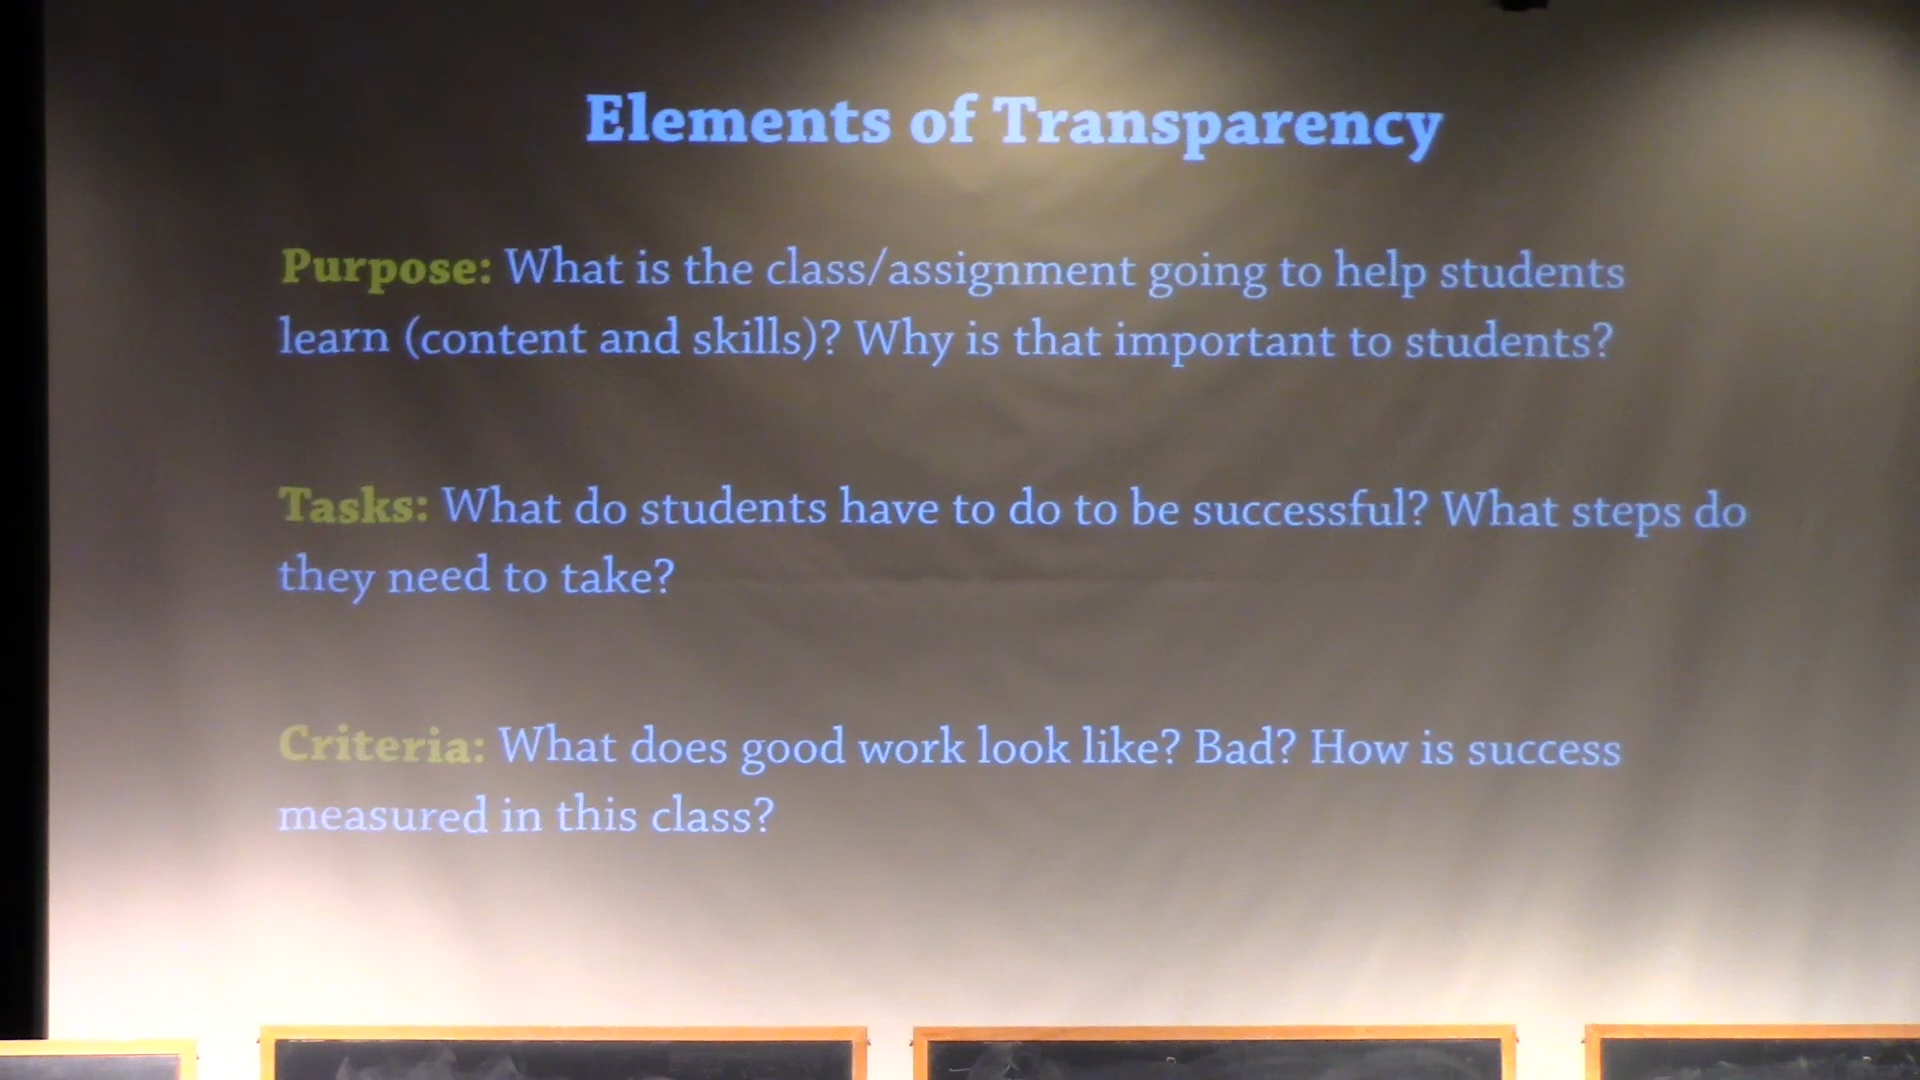 Elements of Transparency
Purpose: What is the class/assignment going to help students
learn (content and skills)? Why is that important to students?
Tasks: What do students have to do to be successful? What steps do
they need to take?
Criteria: What does good work look like? Bad? How is success
measured in this class?